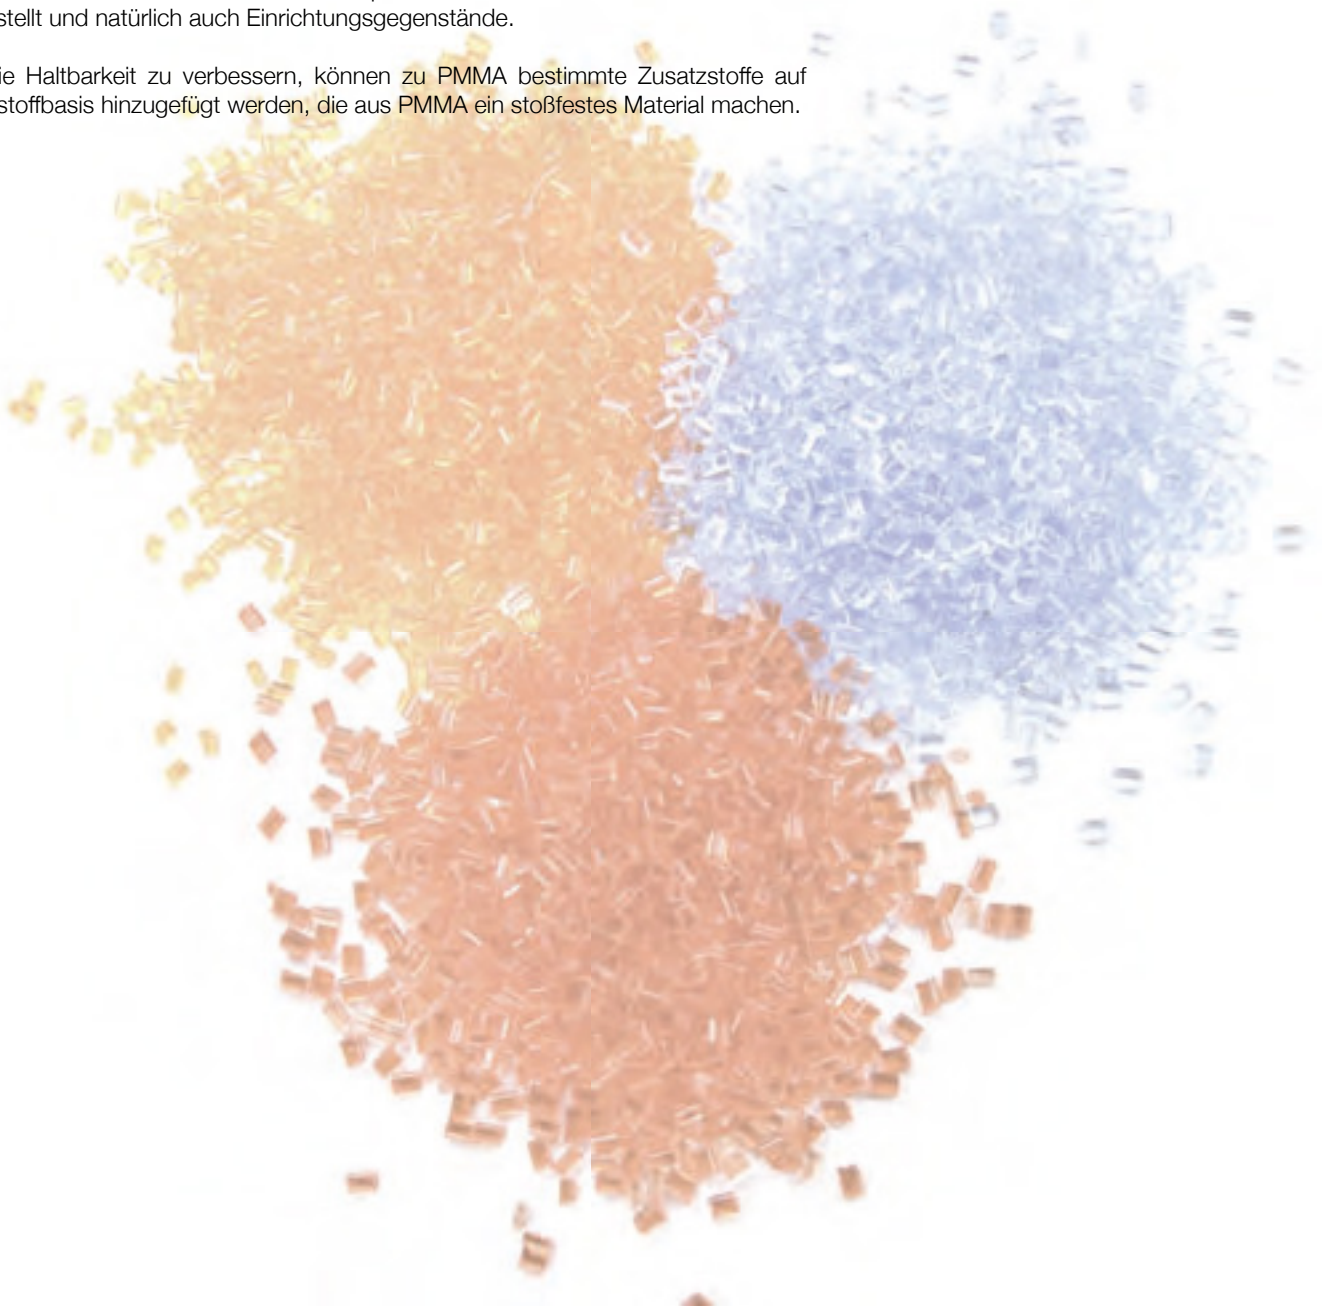 stellt und natürlich auch Einrichtungsgegenstände.
ie Haltbarkeit zu verbessern, können zu PMMA bestimmte Zusatzstoffe auf
stoffbasis hinzugefügt werden, die aus PMMA ein stoßfestes Material machen.